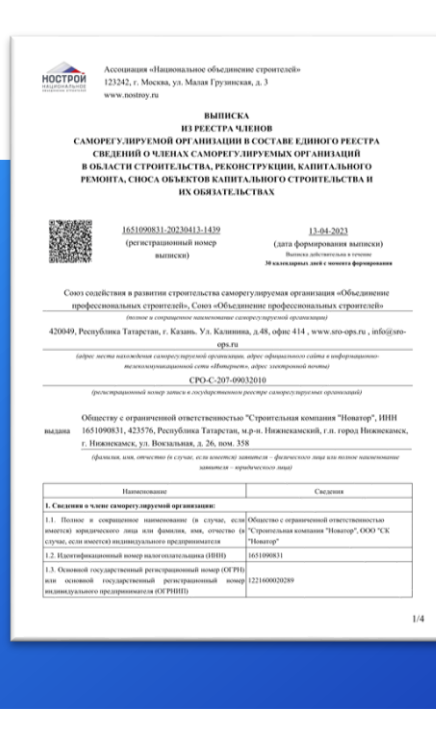 НОСТРОЙ
НАЦИОНАЛЬНОЕ
ОБЪЕДИНЕНИЕ СТРОИТЕЛЕЙ
Ассоциация «Национальное объединение строителей»
123242, г. Москва, ул. Малая Грузинская, д. 3
www.nostroy.ru
ВЫПИСКА
ИЗ РЕЕСТРА ЧЛЕНОВ
САМОРЕГУЛИРУЕМОЙ ОРГАНИЗАЦИИ В СОСТАВЕ ЕДИНОГО РЕЕСТРА
СВЕДЕНИЙ О ЧЛЕНАХ САМОРЕГУЛИРУЕМЫХ ОРГАНИЗАЦИЙ
В ОБЛАСТИ СТРОИТЕЛЬСТВА, РЕКОНСТРУКЦИИ, КАПИТАЛЬНОГО
РЕМОНТА, СНОСА ОБЪЕКТОВ КАПИТАЛЬНОГО СТРОИТЕЛЬСТВА И
ИХ ОБЯЗАТЕЛЬСТВАХ
1651090831-20230413-1439
(регистрационный номер
выписки)
13-04-2023
(дата формирования выписки)
Выписка действительна в течение
30 календарных дней с момента формирования
Союз содействия в развитии строительства саморегулируемая организация «Объединение
профессиональных строителей», Союз «Объединение профессиональных строителей»
(полное и сокращенное наименование саморегулируемой организации)
420049, Республика Татарстан, г. Казань. Ул. Калинина, д.48, офис 414 , www.sro-ops.ru , info@sro-
ops.ru
(адрес места нахождения саморегулируемой организации, адрес официального сайта в информационно-
телекоммуникационной сети «Интернет», адрес электронной почты)
СРО-С-207-09032010
(регистрационный номер записи в государственном реестре саморегулируемых организаций)
выдана
Обществу с ограниченной ответственностью "Строительная компания "Новатор", ИНН
1651090831, 423576, Республика Татарстан, м.р-н. Нижнекамский, г.п. город Нижнекамск,
г. Нижнекамск, ул. Вокзальная, д. 26, пом. 358
(фамилия, имя, отчество (в случае, если имеется) заявителя – физического лица или полное наименование
заявителя – юридического лица)
Наименование
Сведения
1. Сведения о члене саморегулируемой организации:
1.1. Полное и сокращенное наименование (в случае, если
имеется) юридического лица или фамилия, имя, отчество (в
случае, если имеется) индивидуального предпринимателя
Общество с ограниченной ответственностью
"Строительная компания "Новатор", ООО "СК
"Новатор"
1.2. Идентификационный номер налогоплательщика (ИНН)
1651090831
1.3. Основной государственный регистрационный номер (ОГРН)
или основной государственный регистрационный номер
индивидуального предпринимателя (ОГРНИП)
1221600020289
1/4